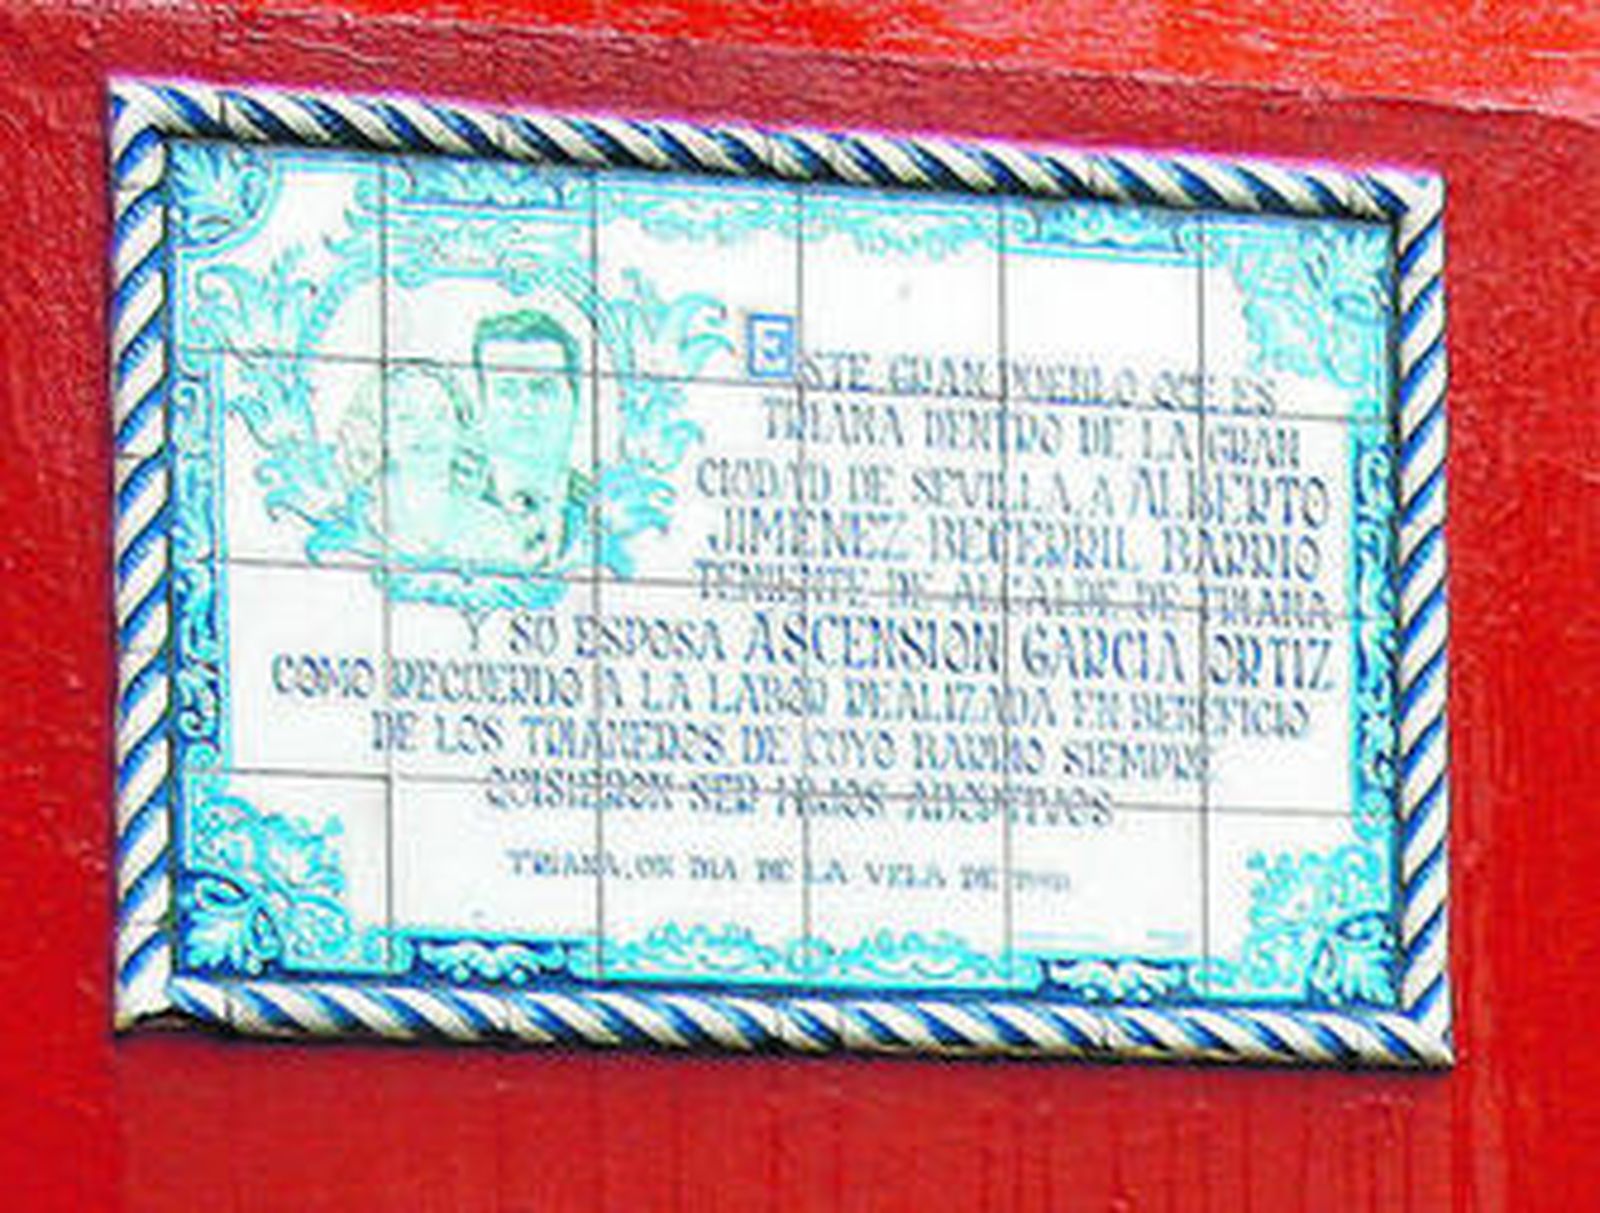 ESTE GRAN PUEBLO QUE ES
TRIANA DENTRO DE LA GRAN
CIUDAD DE SEVILLA A ALBERTO
JIMENEZ-BECERRIL BARRIO
TENIENTE DE ALCALDE DE TRIANA
Y SU ESPOSA ASCENSION GARCIA ORTIZ
COMO RECUERDO A LA LABOR REALIZADA EN BENEFICIO
DE LOS TRIANEROS DE CUYO BARRIO SIEMPRE
QUISIERON SER HIJOS ADOPTIVOS
TRIANA, UN DIA DE LA VELA DE